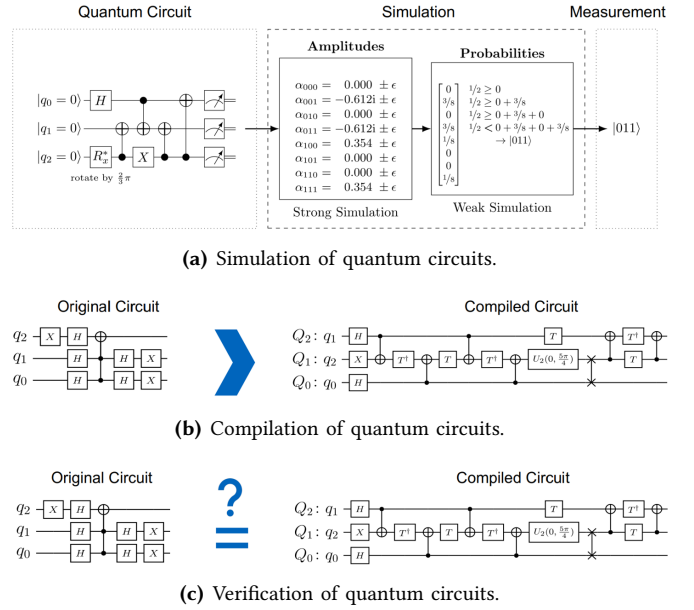 Quantum Circuit Simulation Measurement
Amplitudes
Probabilities
|q₀ = 0⟩ H
|q₁ = 0⟩
|q₂ = 0⟩ Rₓ* X
rotate by ⅔π
α₀₀₀ = 0.000 ± ϵ
α₀₀₁ = −0.612i ± ϵ
α₀₁₀ = 0.000 ± ϵ
α₀₁₁ = −0.612i ± ϵ
α₁₀₀ = 0.354 ± ϵ
α₁₀₁ = 0.000 ± ϵ
α₁₁₀ = 0.000 ± ϵ
α₁₁₁ = 0.354 ± ϵ
Strong Simulation
0 1/2 ≥ 0
3/8 1/2 ≥ 0 + 3/8
0 1/2 ≥ 0 + 3/8 + 0
3/8 1/2 < 0 + 3/8 + 0 + 3/8
1/8 → |011⟩
0
0
1/8
Weak Simulation
|011⟩
(a) Simulation of quantum circuits.
Original Circuit Compiled Circuit
q₂ X H
q₁ H H X
q₀ H H X
Q₂: q₁ H T T†
Q₁: q₂ X T† T T† U₂(0, 5π/4) T
Q₀: q₀ H
(b) Compilation of quantum circuits.
Original Circuit Compiled Circuit
q₂ X H
q₁ H H X
q₀ H H X
?
=
Q₂: q₁ H T T†
Q₁: q₂ X T† T T† U₂(0, 5π/4) T
Q₀: q₀ H
(c) Verification of quantum circuits.